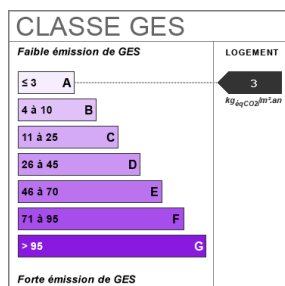 CLASSE GES
Faible émission de GES
LOGEMENT
≤ 3 A
3
kgéqCO2/m².an
4 à 10 B
11 à 25 C
26 à 45 D
46 à 70 E
71 à 95 F
> 95 G
Forte émission de GES